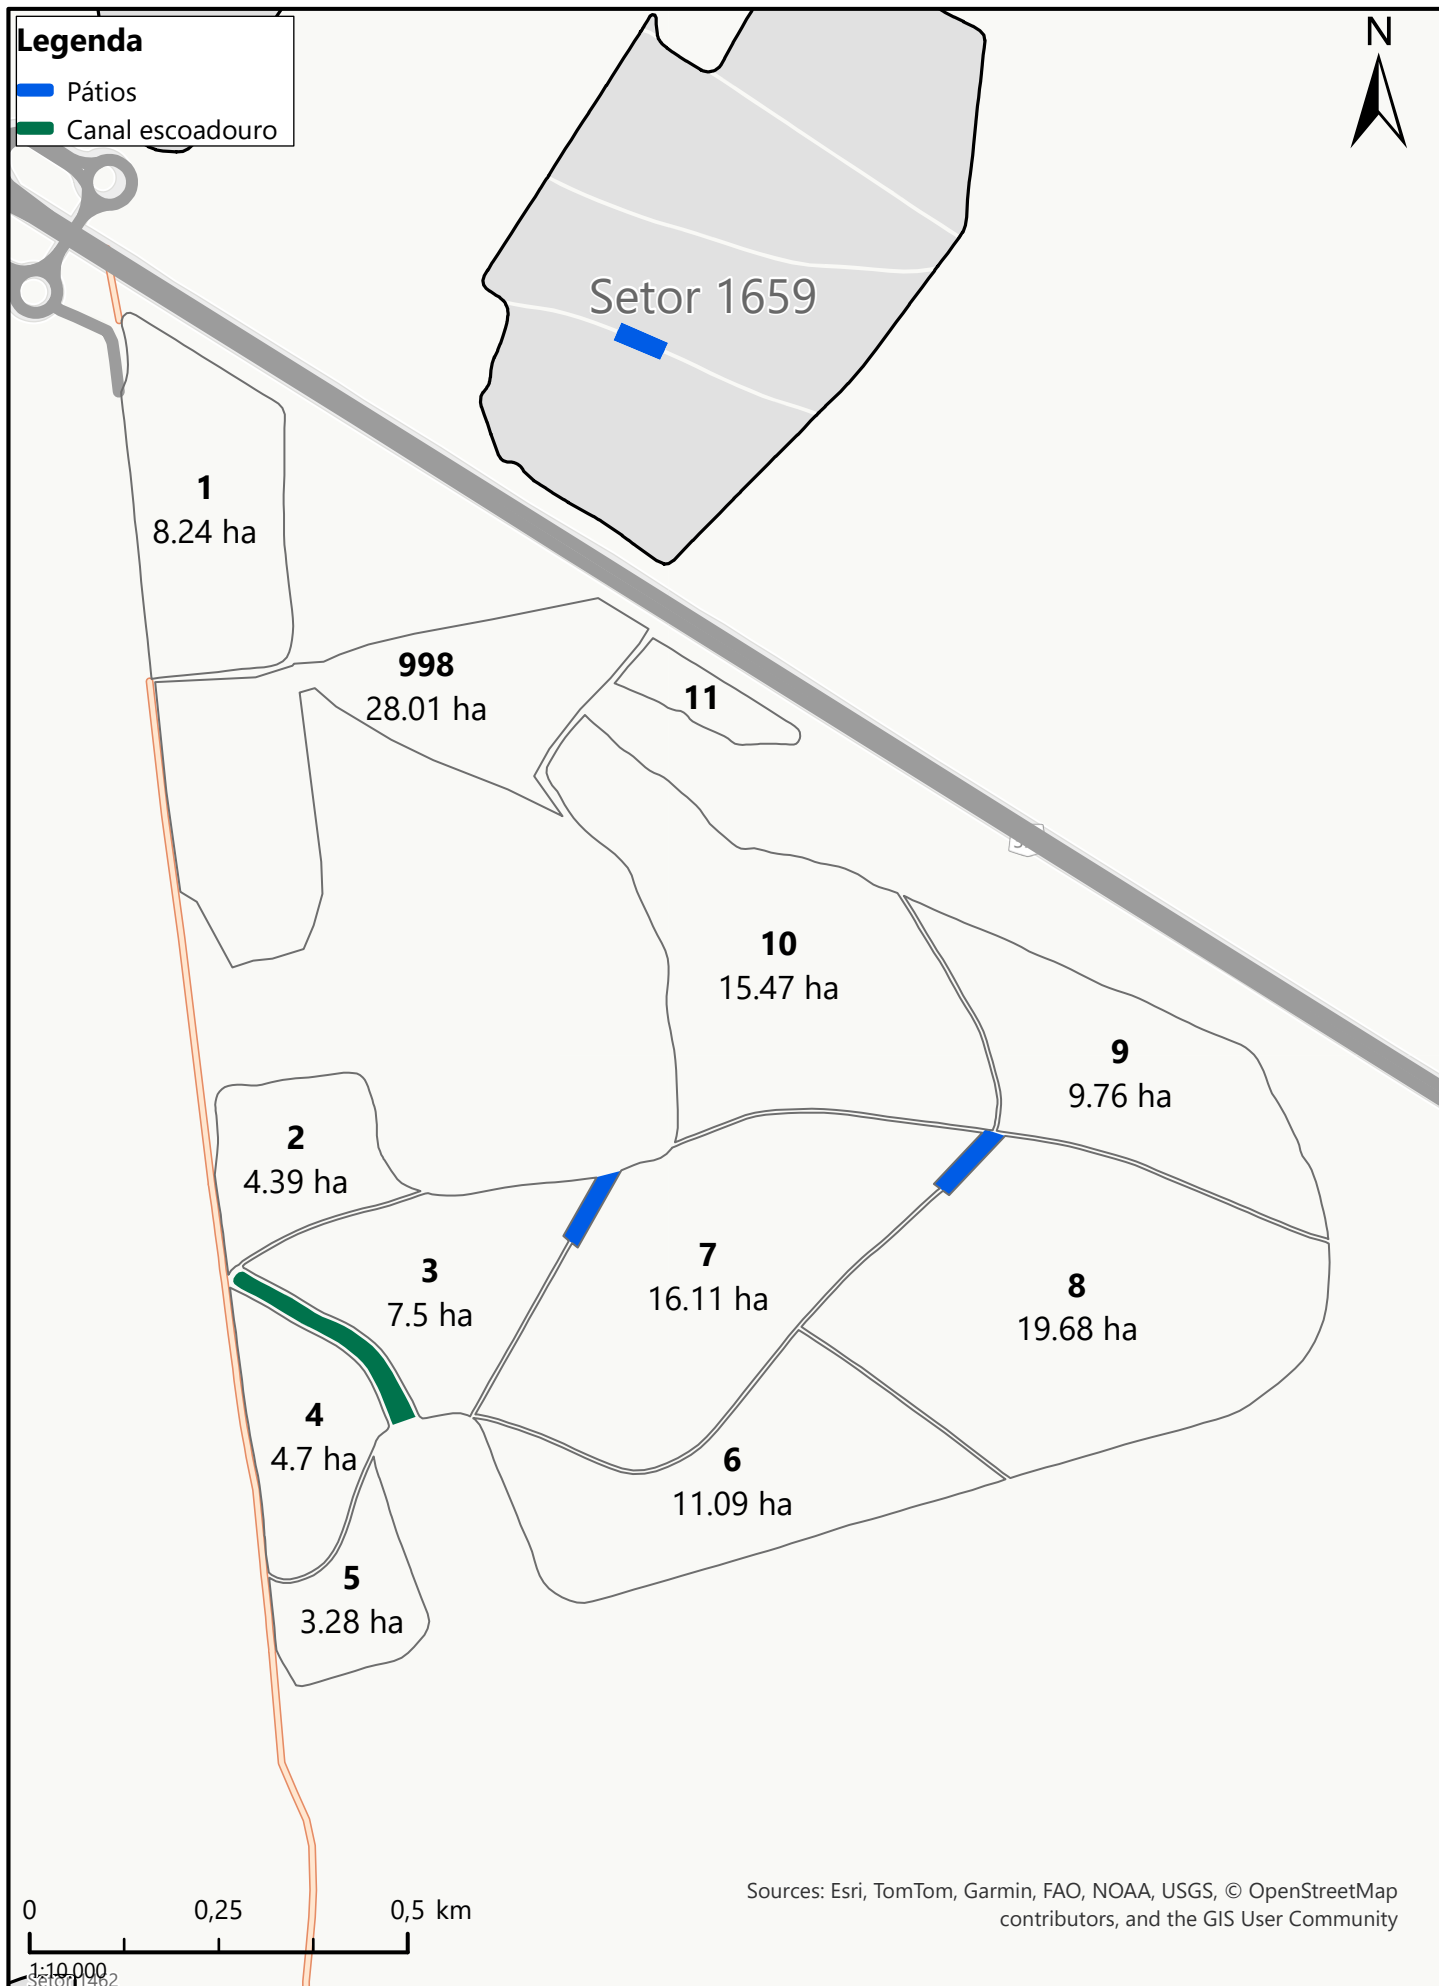 Legenda
Pátios
Canal escoadouro
N
Setor 1659
1
8.24 ha
998
28.01 ha
11
10
15.47 ha
9
9.76 ha
2
4.39 ha
3
7.5 ha
7
16.11 ha
8
19.68 ha
4
4.7 ha
6
11.09 ha
5
3.28 ha
Sources: Esri, TomTom, Garmin, FAO, NOAA, USGS, © OpenStreetMap
contributors, and the GIS User Community
0 0,25 0,5 km
1:10.000
Setor 1462